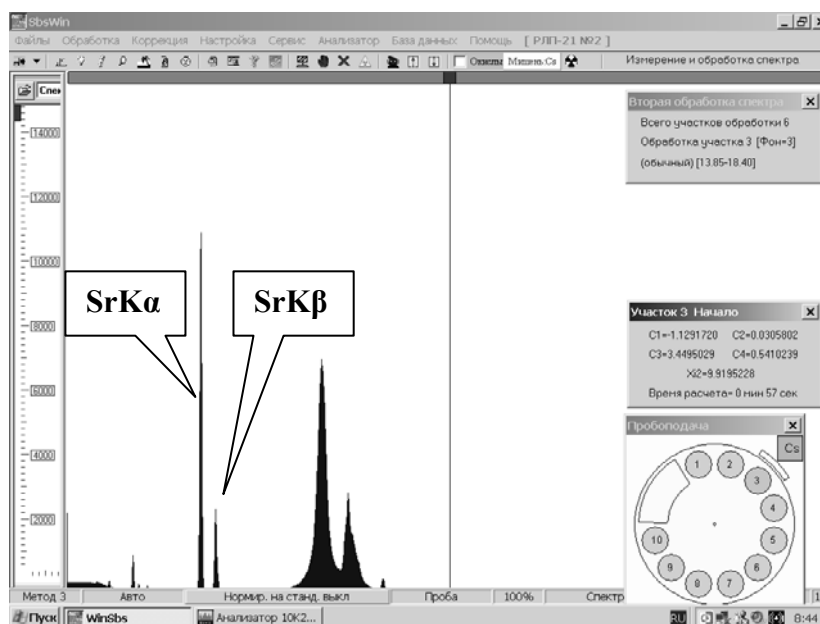 SbsWin
Файлы Обработка Коррекция Настройка Сервис Анализатор База данных Помощь [ РЛП-21 №2 ]
Мишень:Cs Измерение и обработка спектра
Спек
14000
12000
10000
8000
6000
4000
2000
SrKα
SrKβ
Вторая обработка спектра
Всего участков обработки 6
Обработка участка 3 [Фон=3]
(обычный) [13.85-18.40]
Участок 3 Начало
C1=-1.1291720 C2=0.0305802
C3=3.4495029 C4=0.5410239
Xi2=9.9195228
Время расчета= 0 мин 57 сек
Пробоподача
Cs
1
2
3
4
5
6
7
8
9
10
Метод 3 Авто Нормир. на станд. выкл Проба 100% Спектр
Пуск WinSbs Анализатор 10К2... RU 8:44